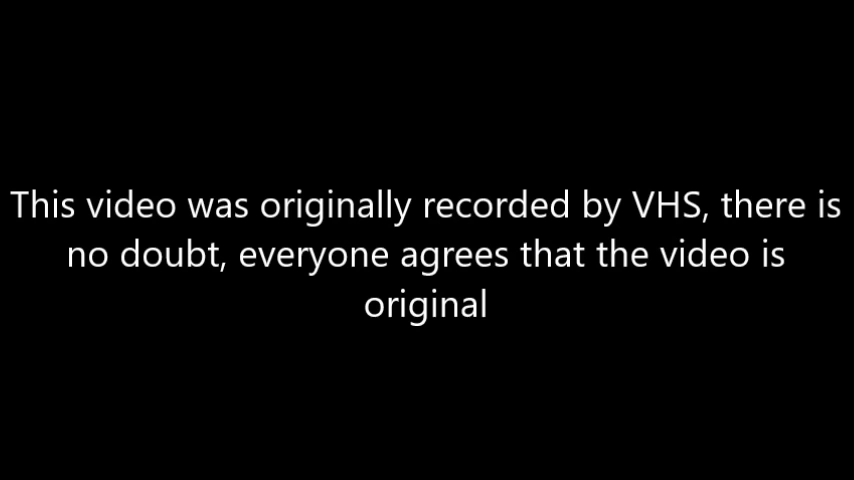 This video was originally recorded by VHS, there is
no doubt, everyone agrees that the video is
original